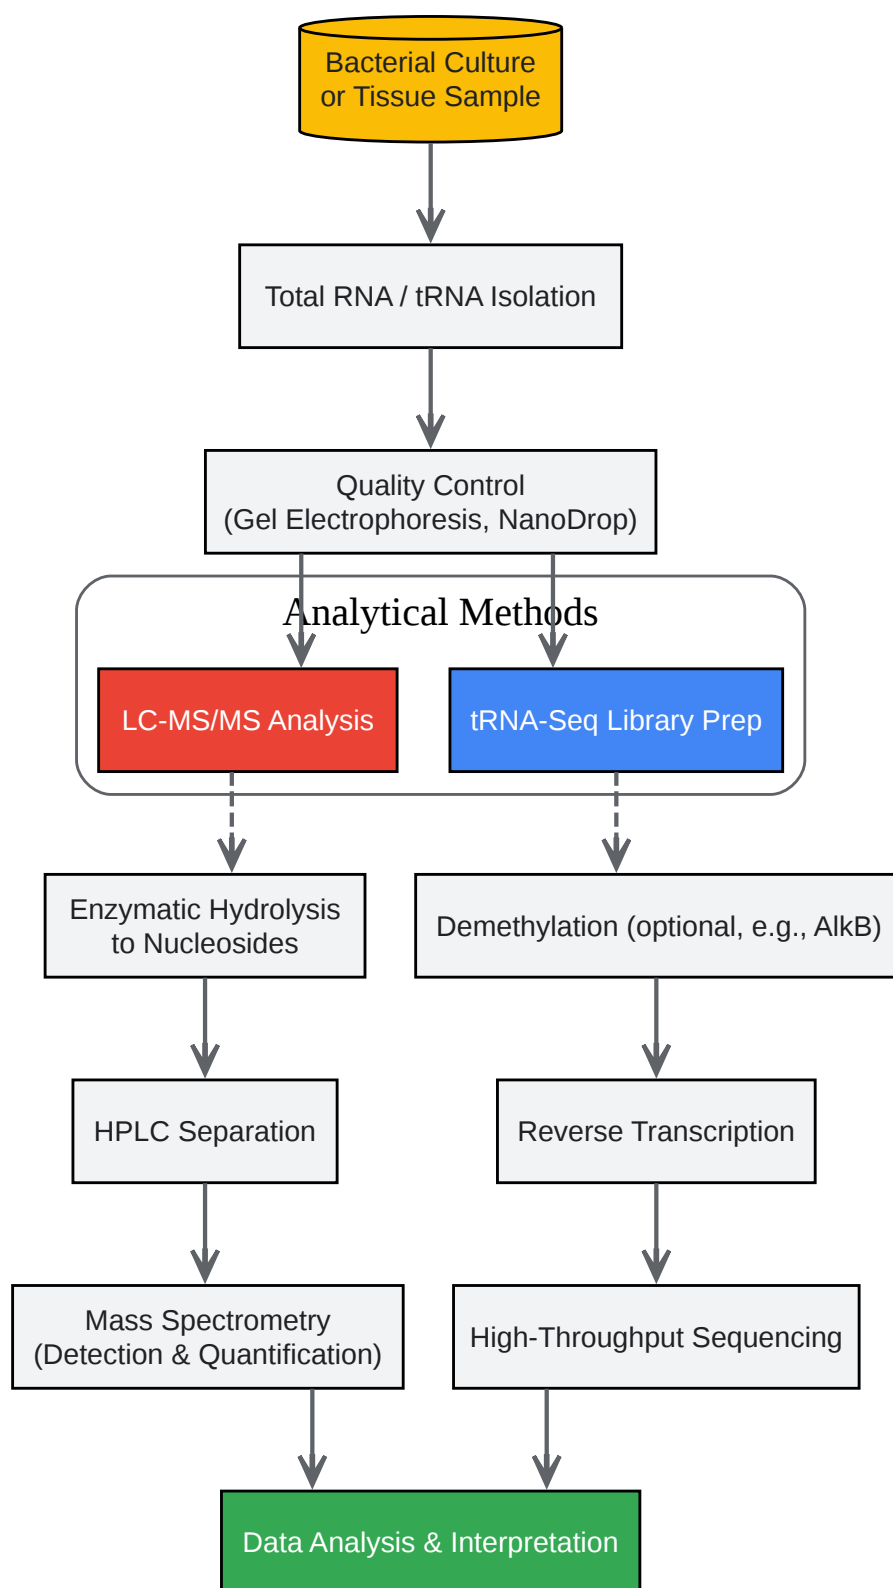 Bacterial Culture
or Tissue Sample
Total RNA / tRNA Isolation
Quality Control
(Gel Electrophoresis, NanoDrop)
Analytical Methods
LC-MS/MS Analysis
tRNA-Seq Library Prep
Enzymatic Hydrolysis
to Nucleosides
Demethylation (optional, e.g., AlkB)
HPLC Separation
Reverse Transcription
Mass Spectrometry
(Detection & Quantification)
High-Throughput Sequencing
Data Analysis & Interpretation